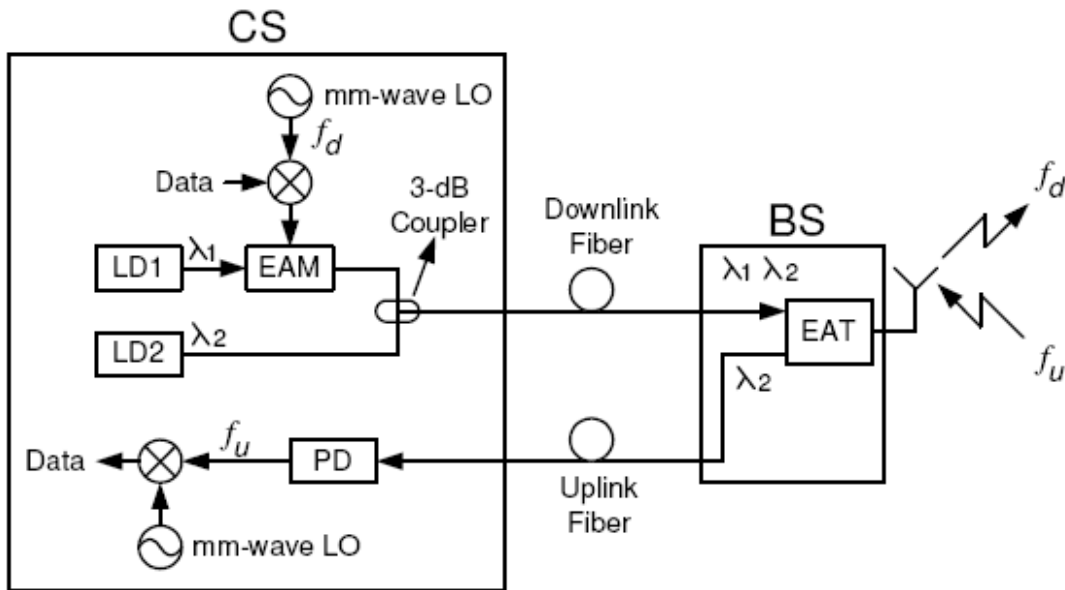 CS
mm-wave LO
f_d
Data
3-dB
Coupler
LD1
λ1
EAM
LD2
λ2
Downlink
Fiber
BS
λ1 λ2
EAT
λ2
f_d
f_u
Data
f_u
PD
Uplink
Fiber
mm-wave LO